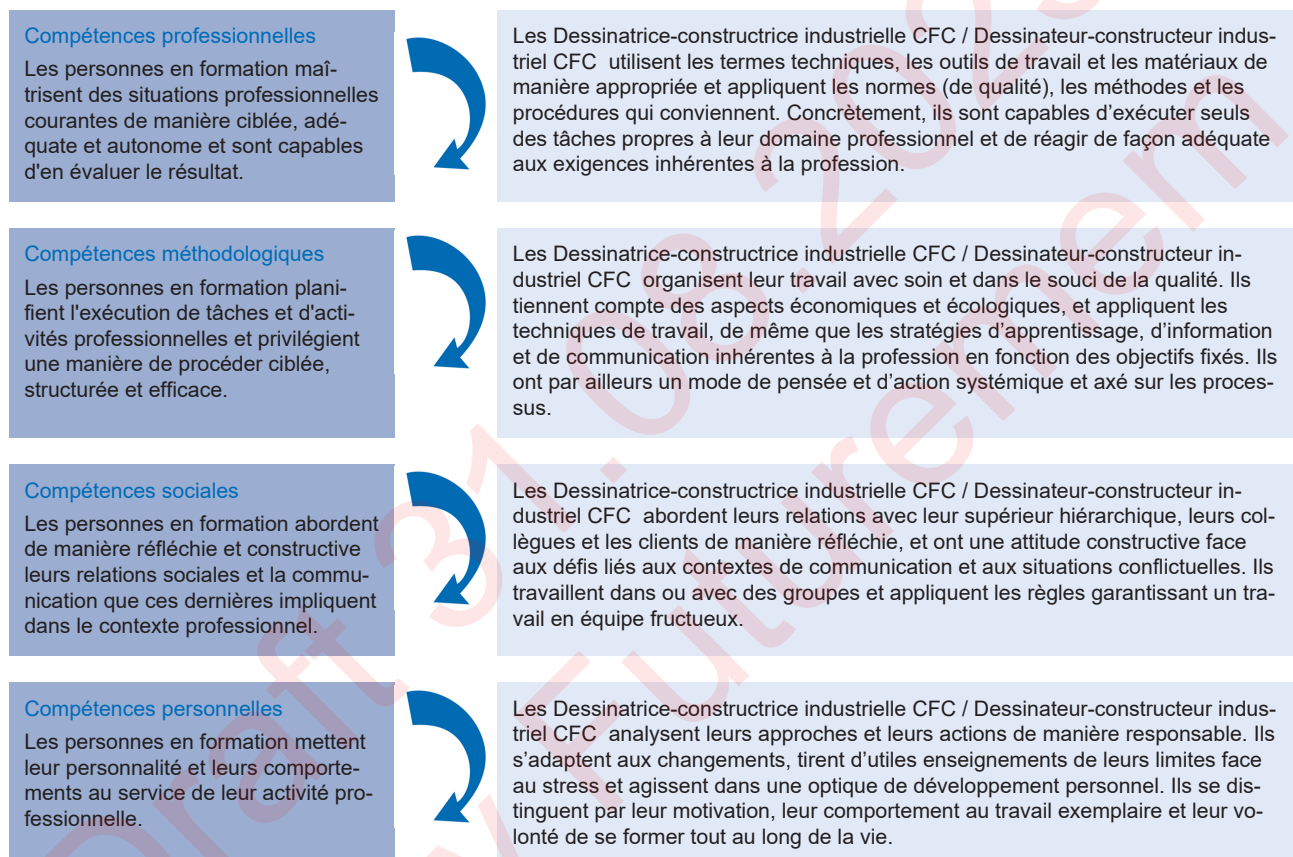 Compétences professionnelles
Les personnes en formation maî-
trisent des situations professionnelles
courantes de manière ciblée, adé-
quate et autonome et sont capables
d'en évaluer le résultat.
Les Dessinatrice-constructrice industrielle CFC / Dessinateur-constructeur indus-
triel CFC utilisent les termes techniques, les outils de travail et les matériaux de
manière appropriée et appliquent les normes (de qualité), les méthodes et les
procédures qui conviennent. Concrètement, ils sont capables d’exécuter seuls
des tâches propres à leur domaine professionnel et de réagir de façon adéquate
aux exigences inhérentes à la profession.
Compétences méthodologiques
Les personnes en formation plani-
fient l'exécution de tâches et d'acti-
vités professionnelles et privilégient
une manière de procéder ciblée,
structurée et efficace.
Les Dessinatrice-constructrice industrielle CFC / Dessinateur-constructeur in-
dustriel CFC organisent leur travail avec soin et dans le souci de la qualité. Ils
tiennent compte des aspects économiques et écologiques, et appliquent les
techniques de travail, de même que les stratégies d’apprentissage, d’information
et de communication inhérentes à la profession en fonction des objectifs fixés. Ils
ont par ailleurs un mode de pensée et d’action systémique et axé sur les proces-
sus.
Compétences sociales
Les personnes en formation abordent
de manière réfléchie et constructive
leurs relations sociales et la commu-
nication que ces dernières impliquent
dans le contexte professionnel.
Les Dessinatrice-constructrice industrielle CFC / Dessinateur-constructeur in-
dustriel CFC abordent leurs relations avec leur supérieur hiérarchique, leurs col-
lègues et les clients de manière réfléchie, et ont une attitude constructive face
aux défis liés aux contextes de communication et aux situations conflictuelles. Ils
travaillent dans ou avec des groupes et appliquent les règles garantissant un tra-
vail en équipe fructueux.
Compétences personnelles
Les personnes en formation mettent
leur personnalité et leurs comporte-
ments au service de leur activité pro-
fessionnelle.
Les Dessinatrice-constructrice industrielle CFC / Dessinateur-constructeur indus-
triel CFC analysent leurs approches et leurs actions de manière responsable. Ils
s’adaptent aux changements, tirent d’utiles enseignements de leurs limites face
au stress et agissent dans une optique de développement personnel. Ils se dis-
tinguent par leur motivation, leur comportement au travail exemplaire et leur vo-
lonté de se former tout au long de la vie.
Draft 31.08.202
Futuremem